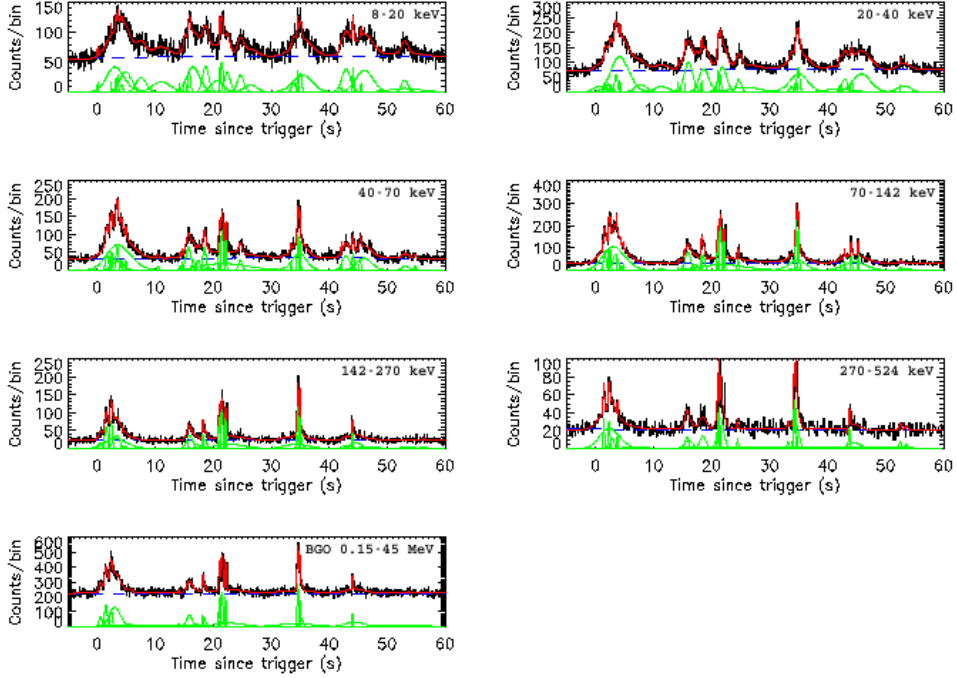 8-20 keV
Counts/bin
150
100
50
0
0 10 20 30 40 50 60
Time since trigger (s)
20-40 keV
Counts/bin
300
250
200
150
100
50
0
0 10 20 30 40 50 60
Time since trigger (s)
40-70 keV
Counts/bin
250
200
150
100
50
0
0 10 20 30 40 50 60
Time since trigger (s)
70-142 keV
Counts/bin
400
300
200
100
0
0 10 20 30 40 50 60
Time since trigger (s)
142-270 keV
Counts/bin
250
200
150
100
50
0
0 10 20 30 40 50 60
Time since trigger (s)
270-524 keV
Counts/bin
100
80
60
40
20
0
0 10 20 30 40 50 60
Time since trigger (s)
BGO 0.15-45 MeV
Counts/bin
600
500
400
300
200
100
0
0 10 20 30 40 50 60
Time since trigger (s)